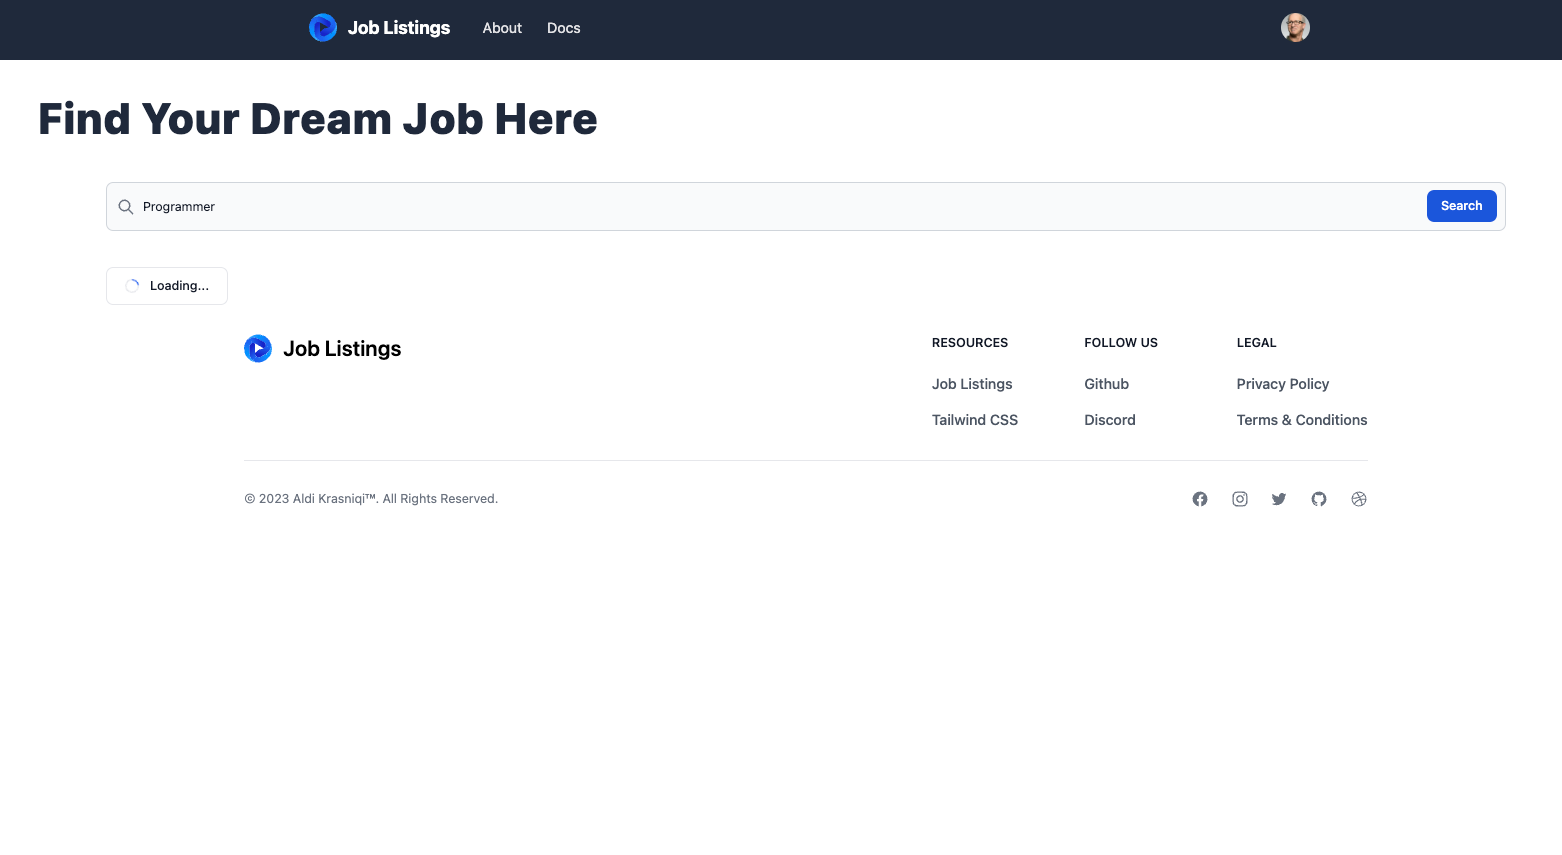 Job Listings About Docs
Find Your Dream Job Here
Programmer Search
Loading...
Job Listings
RESOURCES FOLLOW US LEGAL
Job Listings Github Privacy Policy
Tailwind CSS Discord Terms & Conditions
© 2023 Aldi Krasniqi™. All Rights Reserved.